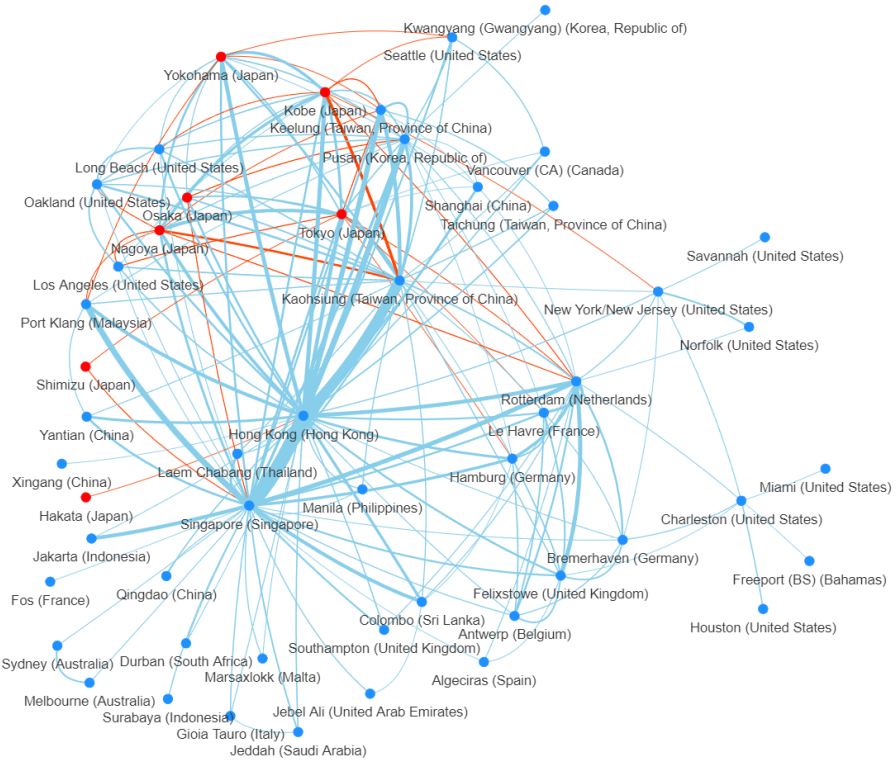 Kwangyang (Gwangyang) (Korea, Republic of)
Seattle (United States)
Yokohama (Japan)
Kobe (Japan)
Keelung (Taiwan, Province of China)
Pusan (Korea, Republic of)
Long Beach (United States)
Vancouver (CA) (Canada)
Oakland (United States)
Shanghai (China)
Osaka (Japan)
Taichung (Taiwan, Province of China)
Tokyo (Japan)
Nagoya (Japan)
Savannah (United States)
Los Angeles (United States)
Kaohsiung (Taiwan, Province of China)
New York/New Jersey (United States)
Port Klang (Malaysia)
Norfolk (United States)
Shimizu (Japan)
Rotterdam (Netherlands)
Le Havre (France)
Yantian (China)
Hong Kong (Hong Kong)
Laem Chabang (Thailand)
Hamburg (Germany)
Xingang (China)
Miami (United States)
Manila (Philippines)
Hakata (Japan)
Charleston (United States)
Singapore (Singapore)
Jakarta (Indonesia)
Bremerhaven (Germany)
Freeport (BS) (Bahamas)
Qingdao (China)
Felixstowe (United Kingdom)
Fos (France)
Colombo (Sri Lanka)
Houston (United States)
Antwerp (Belgium)
Southampton (United Kingdom)
Sydney (Australia)
Durban (South Africa)
Marsaxlokk (Malta)
Algeciras (Spain)
Melbourne (Australia)
Jebel Ali (United Arab Emirates)
Surabaya (Indonesia)
Gioia Tauro (Italy)
Jeddah (Saudi Arabia)